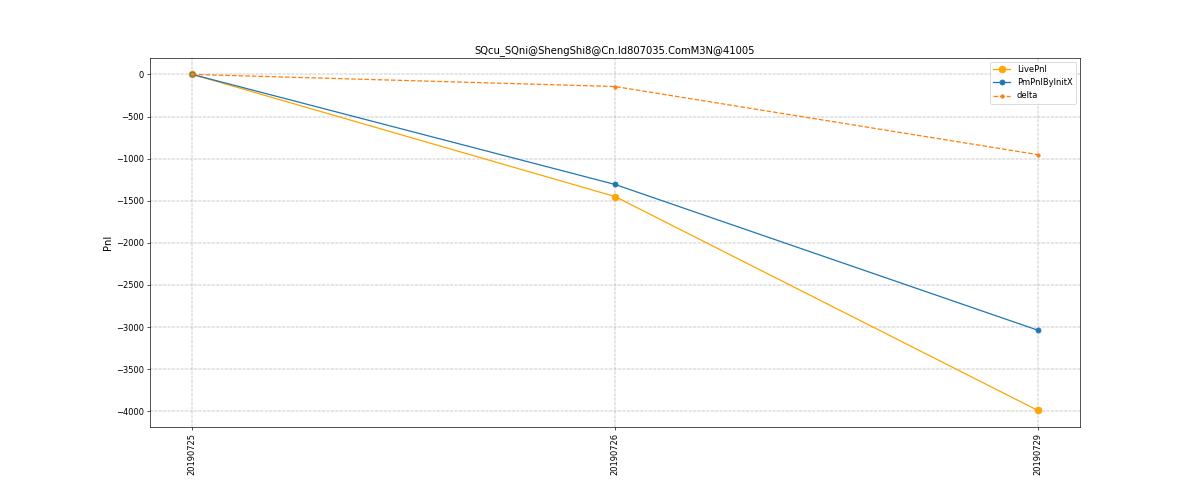 SQcu_SQni@ShengShi8@Cn.Id807035.ComM3N@41005
LivePnl
PmPnlByInitX
delta
0
−500
−1000
−1500
−2000
−2500
−3000
−3500
−4000
Pnl
20190725
20190726
20190729